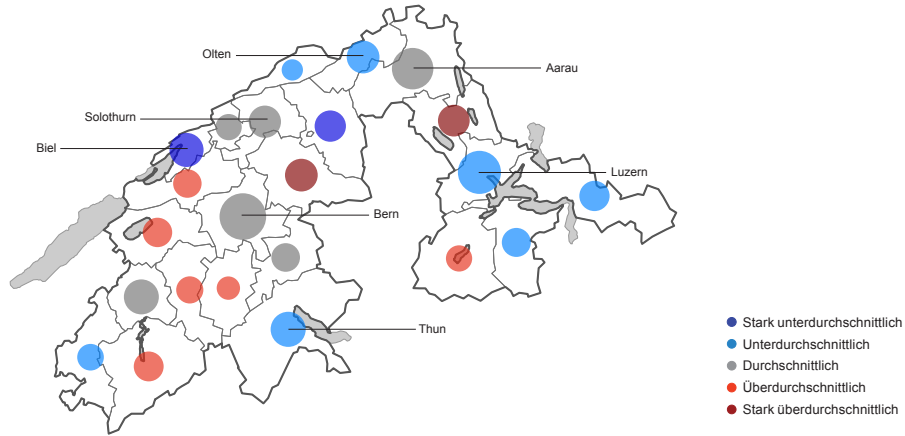 Olten
Aarau
Solothurn
Biel
Luzern
Bern
Thun
Stark unterdurchschnittlich
Unterdurchschnittlich
Durchschnittlich
Überdurchschnittlich
Stark überdurchschnittlich